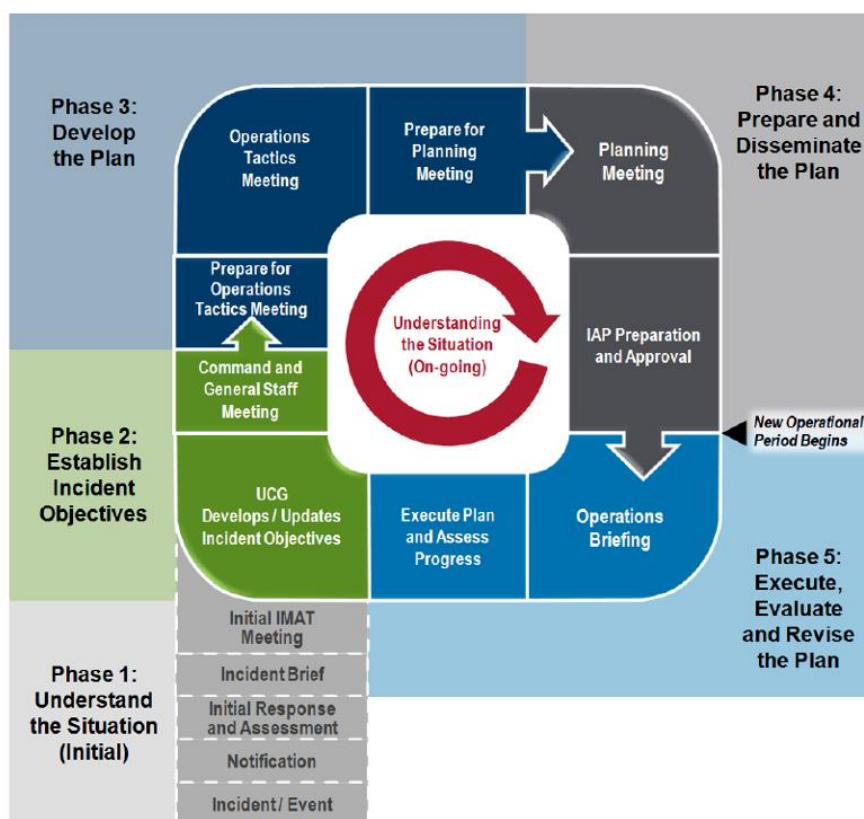 Phase 3:
Develop
the Plan
Operations
Tactics
Meeting
Prepare for
Planning
Meeting
Planning
Meeting
Phase 4:
Prepare and
Disseminate
the Plan
Prepare for
Operations
Tactics Meeting
Understanding
the Situation
(On-going)
IAP Preparation
and Approval
Command and
General Staff
Meeting
New Operational
Period Begins
Phase 2:
Establish
Incident
Objectives
UCG
Develops / Updates
Incident Objectives
Execute Plan
and Assess
Progress
Operations
Briefing
Phase 5:
Execute,
Evaluate
and Revise
the Plan
Phase 1:
Understand
the Situation
(Initial)
Initial IMAT
Meeting
Incident Brief
Initial Response
and Assessment
Notification
Incident / Event